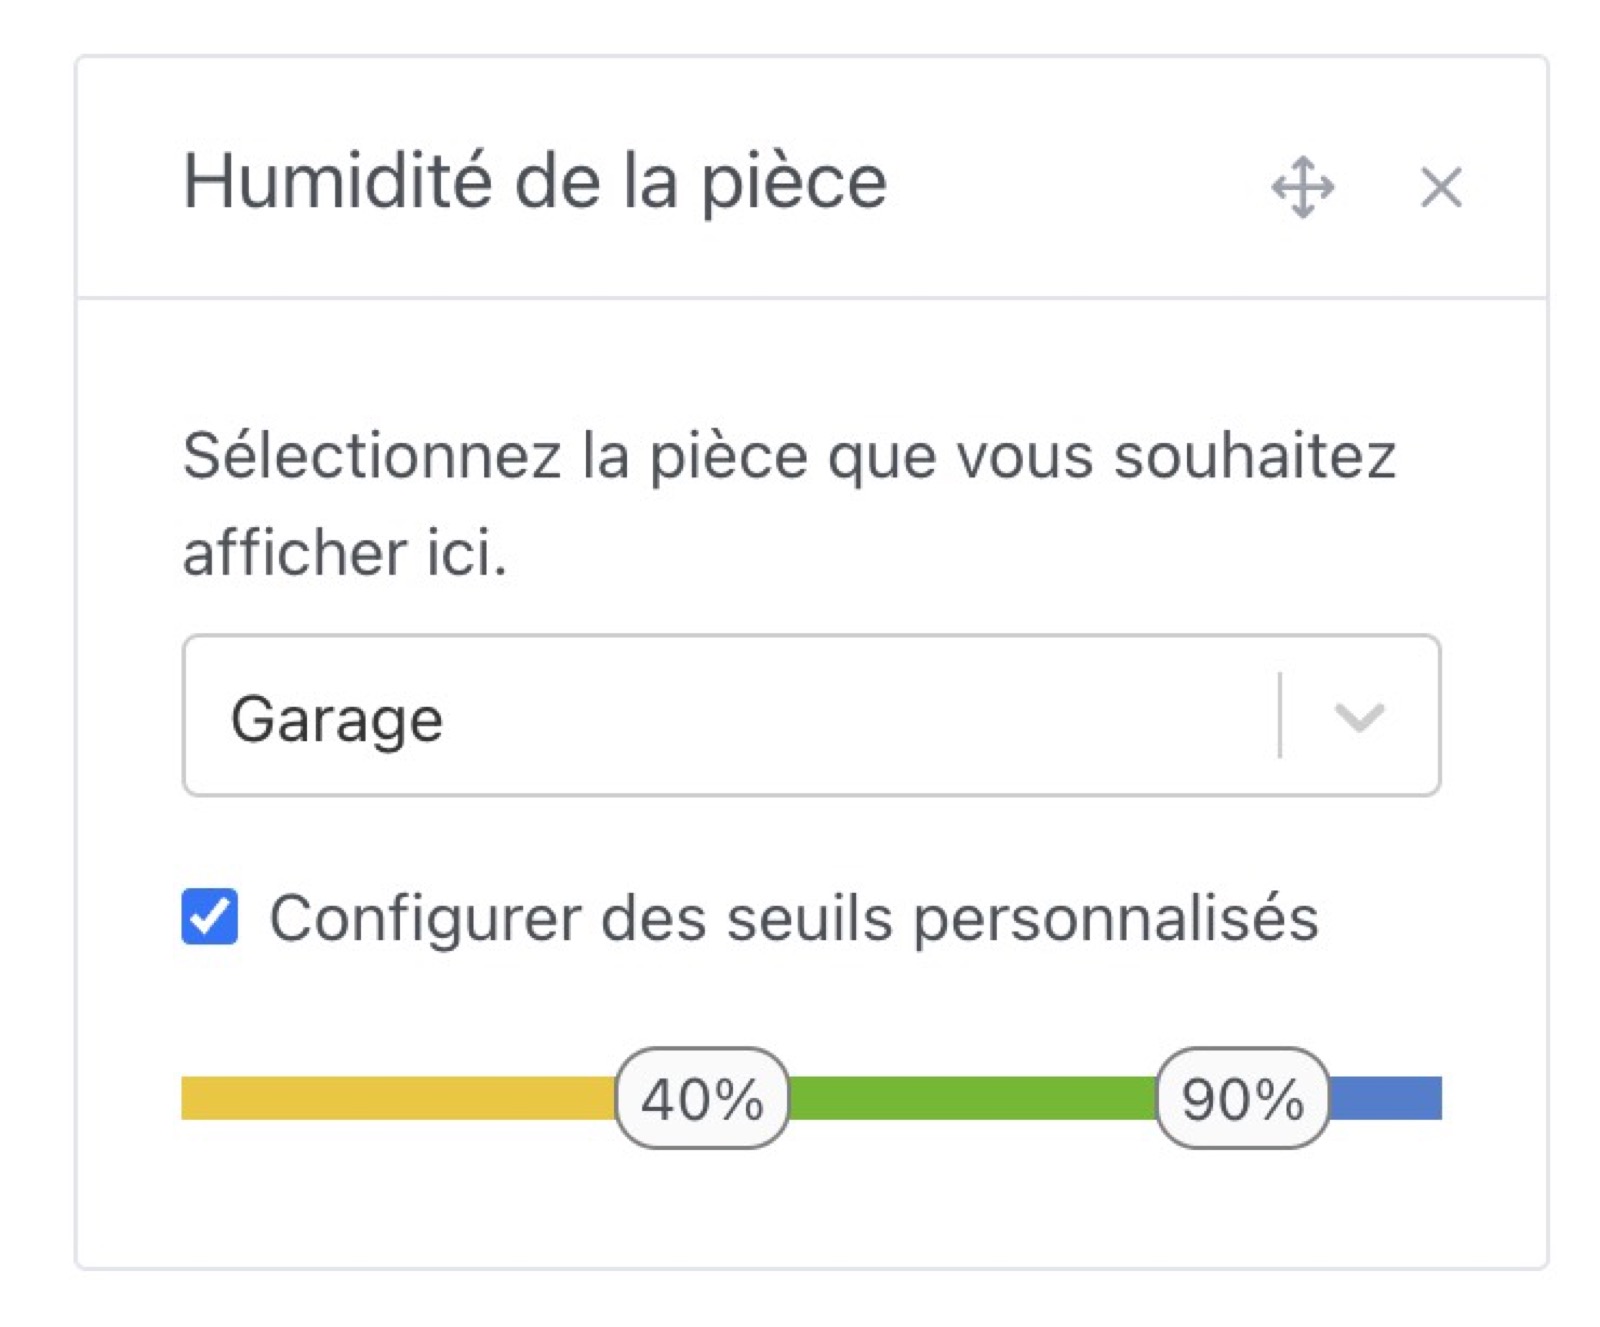 Humidité de la pièce
Sélectionnez la pièce que vous souhaitez
afficher ici.
Garage
Configurer des seuils personnalisés
40% 90%